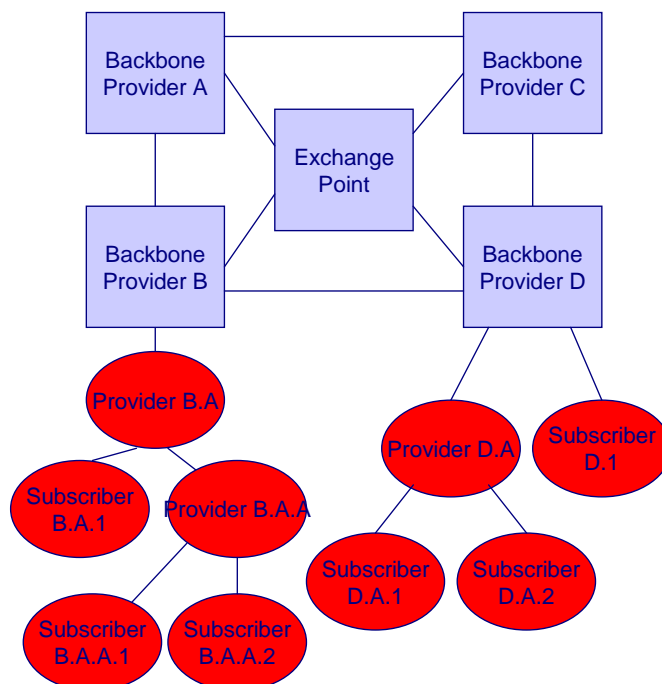 Backbone
Provider A
Backbone
Provider C
Exchange
Point
Backbone
Provider B
Backbone
Provider D
Provider B.A
Provider D.A
Subscriber
D.1
Subscriber
B.A.1
Provider B.A.A
Subscriber
D.A.1
Subscriber
D.A.2
Subscriber
B.A.A.1
Subscriber
B.A.A.2